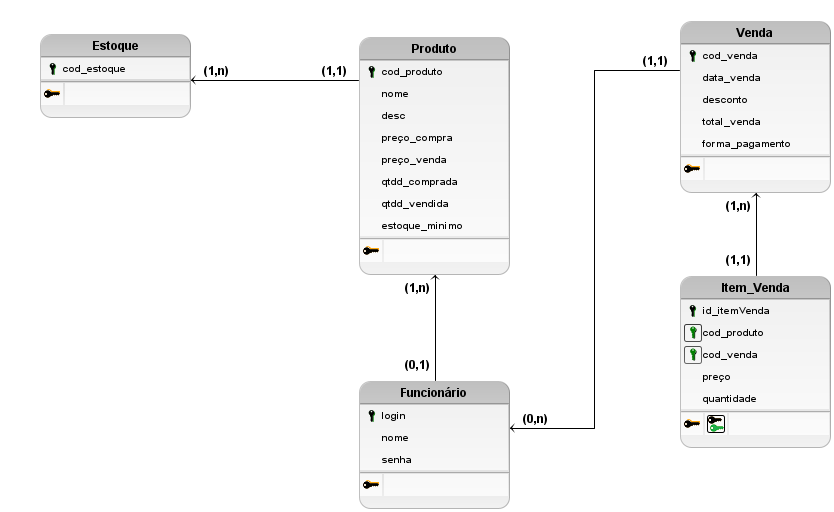 Estoque
cod_estoque
(1,n)
(1,1)
Produto
cod_produto
nome
desc
preço_compra
preço_venda
qtdd_comprada
qtdd_vendida
estoque_minimo
(1,n)
(0,1)
Funcionário
login
nome
senha
(0,n)
(1,1)
Venda
cod_venda
data_venda
desconto
total_venda
forma_pagamento
(1,n)
(1,1)
Item_Venda
id_itemVenda
cod_produto
cod_venda
preço
quantidade